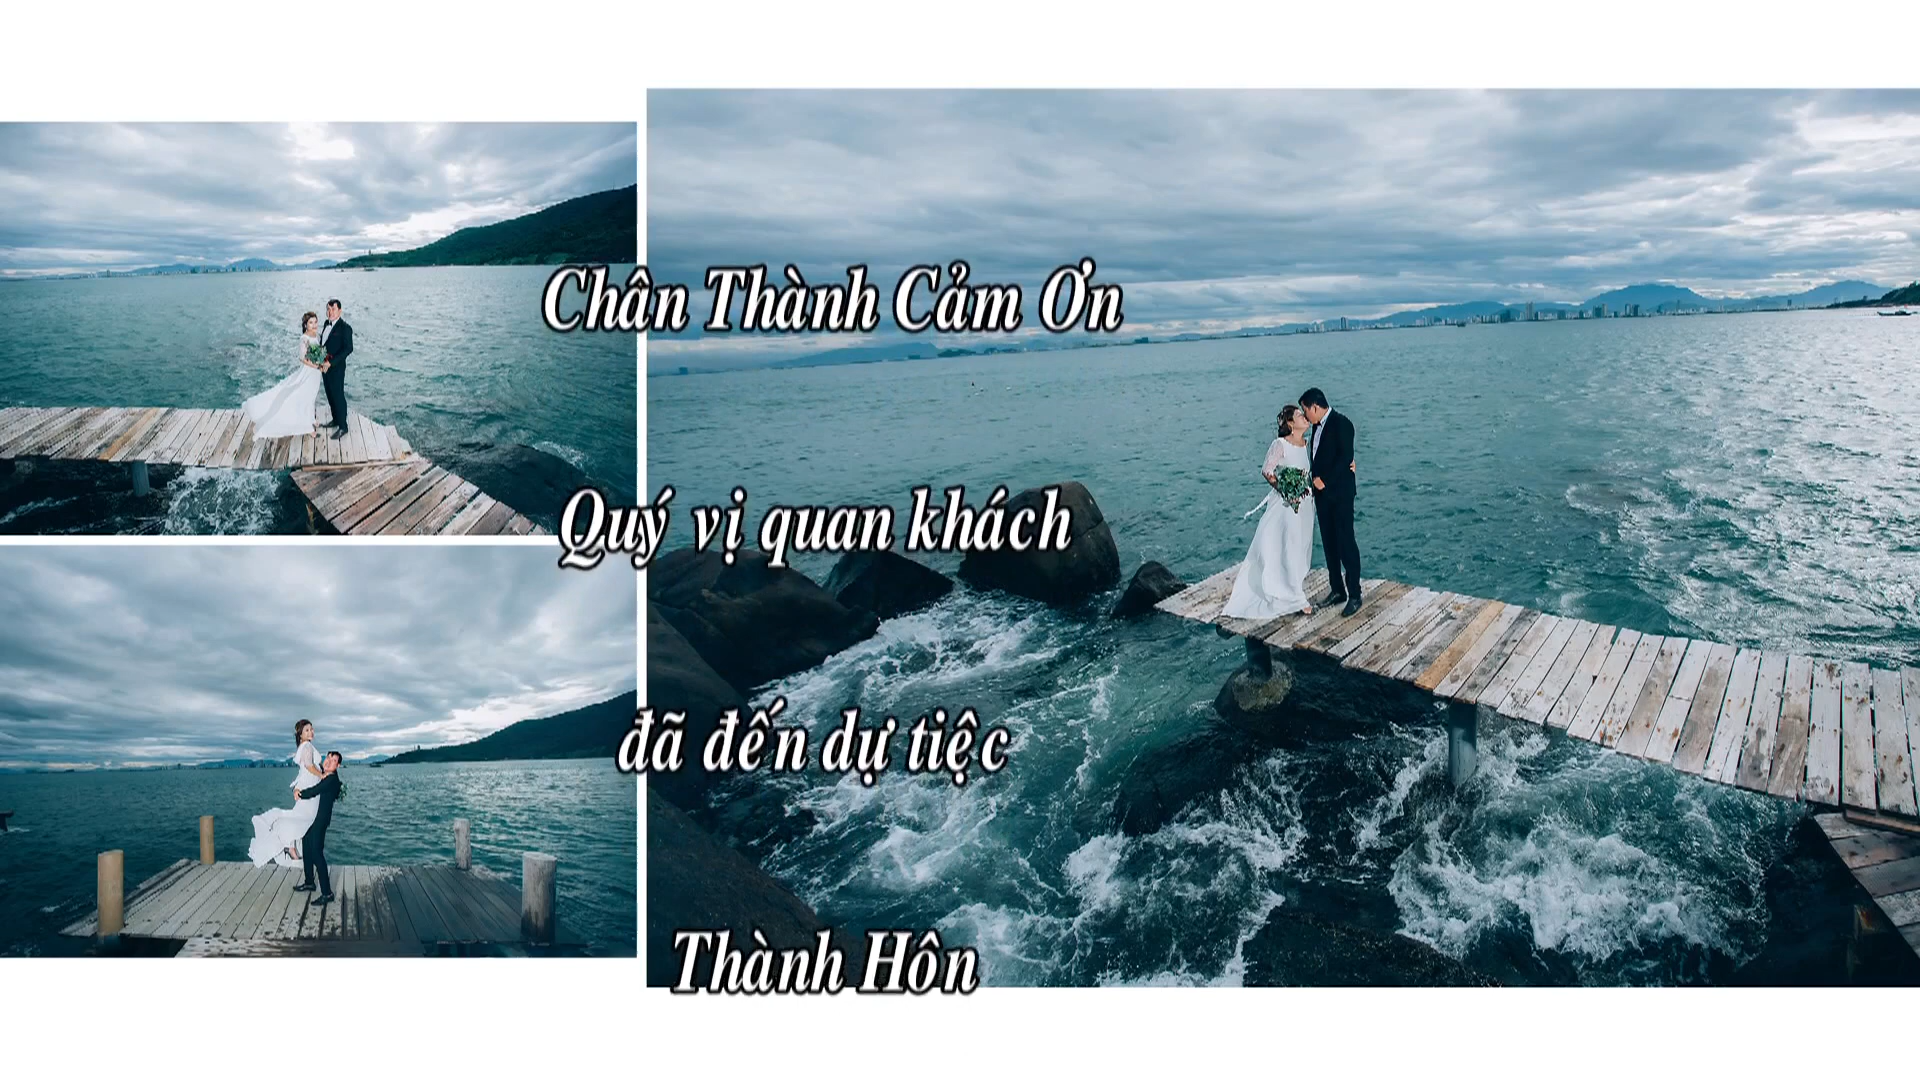 Chân Thành Cảm Ơn
Quý vị quan khách
đã đến dự tiệc
Thành Hôn